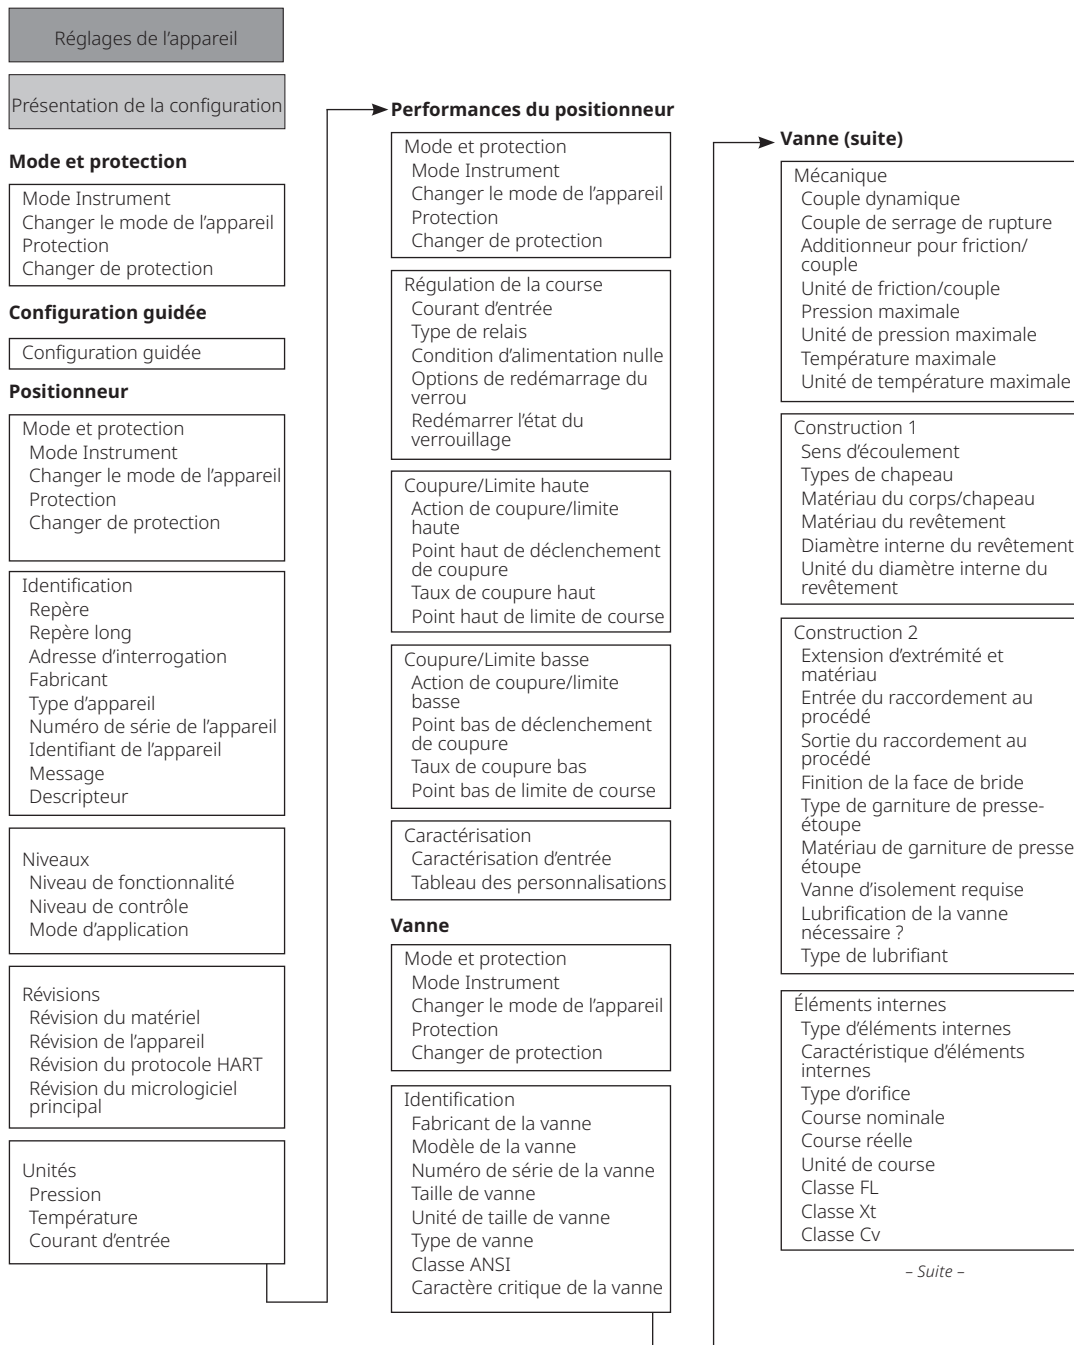 Réglages de l'appareil
Présentation de la configuration
Mode et protection
Mode Instrument
Changer le mode de l'appareil
Protection
Changer de protection
Configuration guidée
Configuration guidée
Positionneur
Mode et protection
Mode Instrument
Changer le mode de l'appareil
Protection
Changer de protection
Identification
Repère
Repère long
Adresse d'interrogation
Fabricant
Type d'appareil
Numéro de série de l'appareil
Identifiant de l'appareil
Message
Descripteur
Niveaux
Niveau de fonctionnalité
Niveau de contrôle
Mode d'application
Révisions
Révision du matériel
Révision de l'appareil
Révision du protocole HART
Révision du micrologiciel
principal
Unités
Pression
Température
Courant d'entrée
Performances du positionneur
Mode et protection
Mode Instrument
Changer le mode de l'appareil
Protection
Changer de protection
Régulation de la course
Courant d'entrée
Type de relais
Condition d'alimentation nulle
Options de redémarrage du
verrou
Redémarrer l'état du
verrouillage
Coupure/Limite haute
Action de coupure/limite
haute
Point haut de déclenchement
de coupure
Taux de coupure haut
Point haut de limite de course
Coupure/Limite basse
Action de coupure/limite
basse
Point bas de déclenchement
de coupure
Taux de coupure bas
Point bas de limite de course
Caractérisation
Caractérisation d'entrée
Tableau des personnalisations
Vanne
Mode et protection
Mode Instrument
Changer le mode de l'appareil
Protection
Changer de protection
Identification
Fabricant de la vanne
Modèle de la vanne
Numéro de série de la vanne
Taille de vanne
Unité de taille de vanne
Type de vanne
Classe ANSI
Caractère critique de la vanne
Vanne (suite)
Mécanique
Couple dynamique
Couple de serrage de rupture
Additionneur pour friction/
couple
Unité de friction/couple
Pression maximale
Unité de pression maximale
Température maximale
Unité de température maximale
Construction 1
Sens d'écoulement
Types de chapeau
Matériau du corps/chapeau
Matériau du revêtement
Diamètre interne du revêtement
Unité du diamètre interne du
revêtement
Construction 2
Extension d'extrémité et
matériau
Entrée du raccordement au
procédé
Sortie du raccordement au
procédé
Finition de la face de bride
Type de garniture de presse-
étoupe
Matériau de garniture de presse
étoupe
Vanne d'isolement requise
Lubrification de la vanne
nécessaire ?
Type de lubrifiant
Éléments internes
Type d'éléments internes
Caractéristique d'éléments
internes
Type d'orifice
Course nominale
Course réelle
Unité de course
Classe FL
Classe Xt
Classe Cv
– Suite –